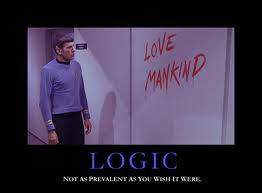 LOVE
MANKIND
LOGIC
NOT AS PREVALENT AS YOU WISH IT WERE.